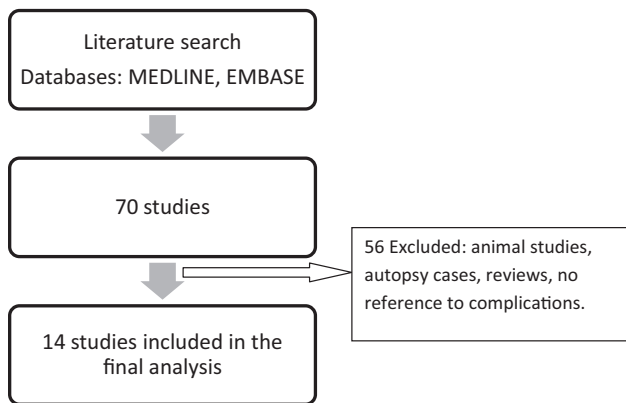 Literature search
Databases: MEDLINE, EMBASE
70 studies
56 Excluded: animal studies,
autopsy cases, reviews, no
reference to complications.
14 studies included in the
final analysis